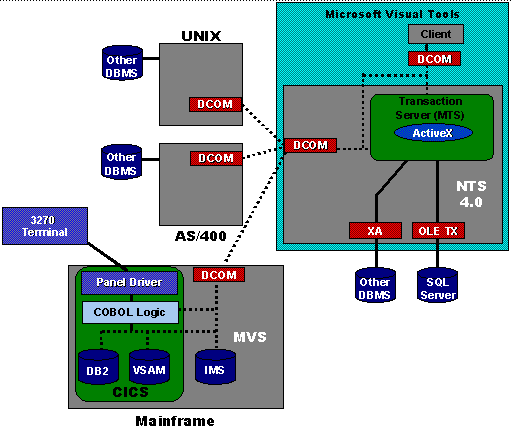 Microsoft Visual Tools
Client
DCOM
UNIX
Other
DBMS
DCOM
Transaction
Server (MTS)
ActiveX
Other
DBMS
DCOM
DCOM
AS/400
NTS
4.0
XA
OLE TX
Other
DBMS
SQL
Server
3270
Terminal
DCOM
Panel Driver
COBOL Logic
MVS
DB2
VSAM
IMS
CICS
Mainframe